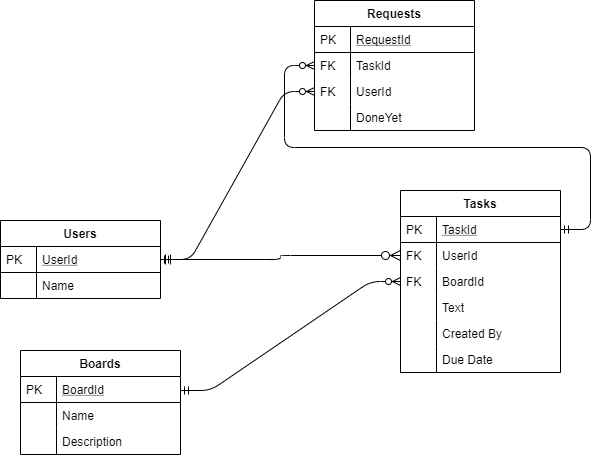 Requests
PK RequestId
FK TaskId
FK UserId
DoneYet
Tasks
PK TaskId
FK UserId
FK BoardId
Text
Created By
Due Date
Users
PK UserId
Name
Boards
PK BoardId
Name
Description